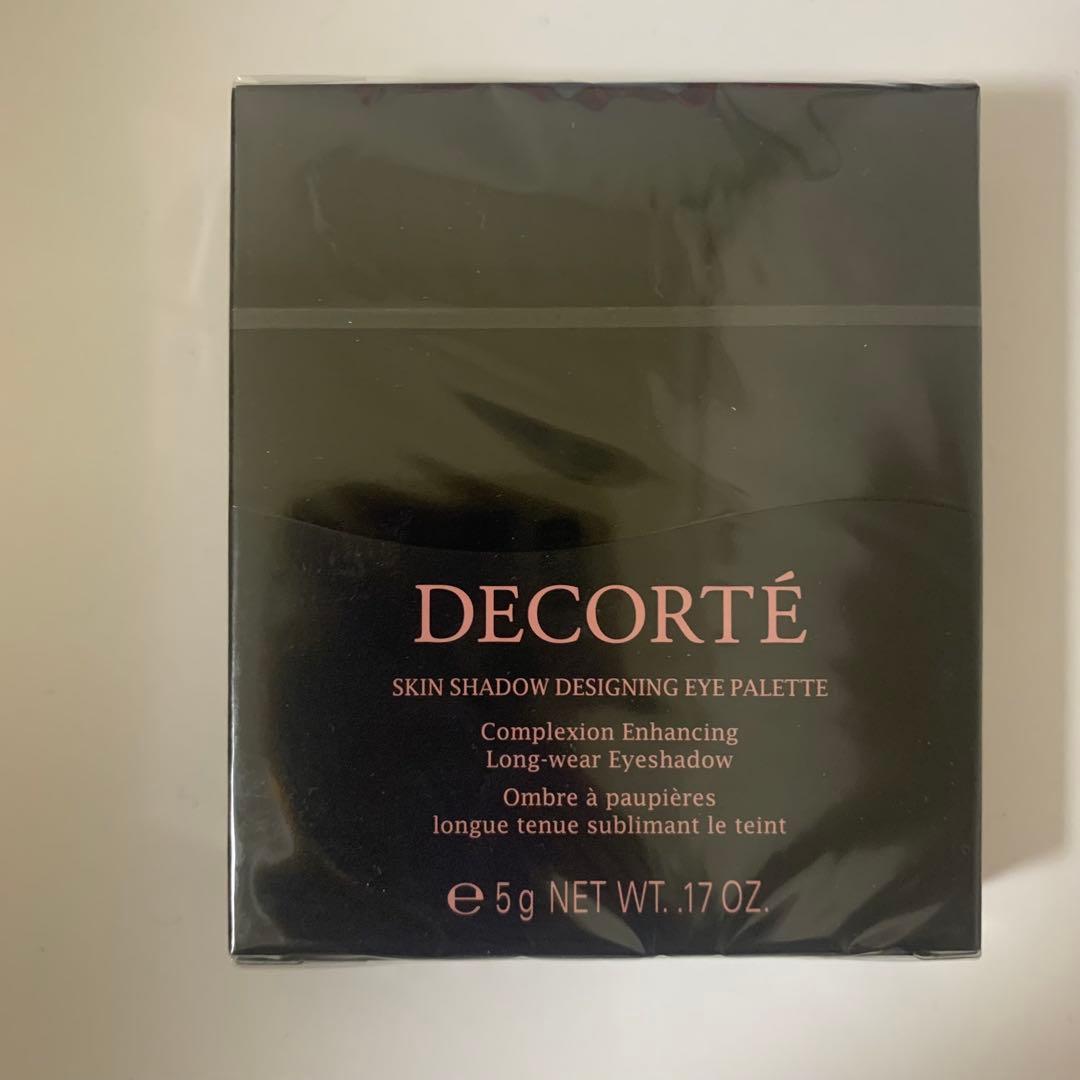 DECORTÉ
SKIN SHADOW DESIGNING EYE PALETTE
Complexion Enhancing
Long-wear Eyeshadow
Ombre à paupières
longue tenue sublimant le teint
℮ 5g NET WT. .17 OZ.